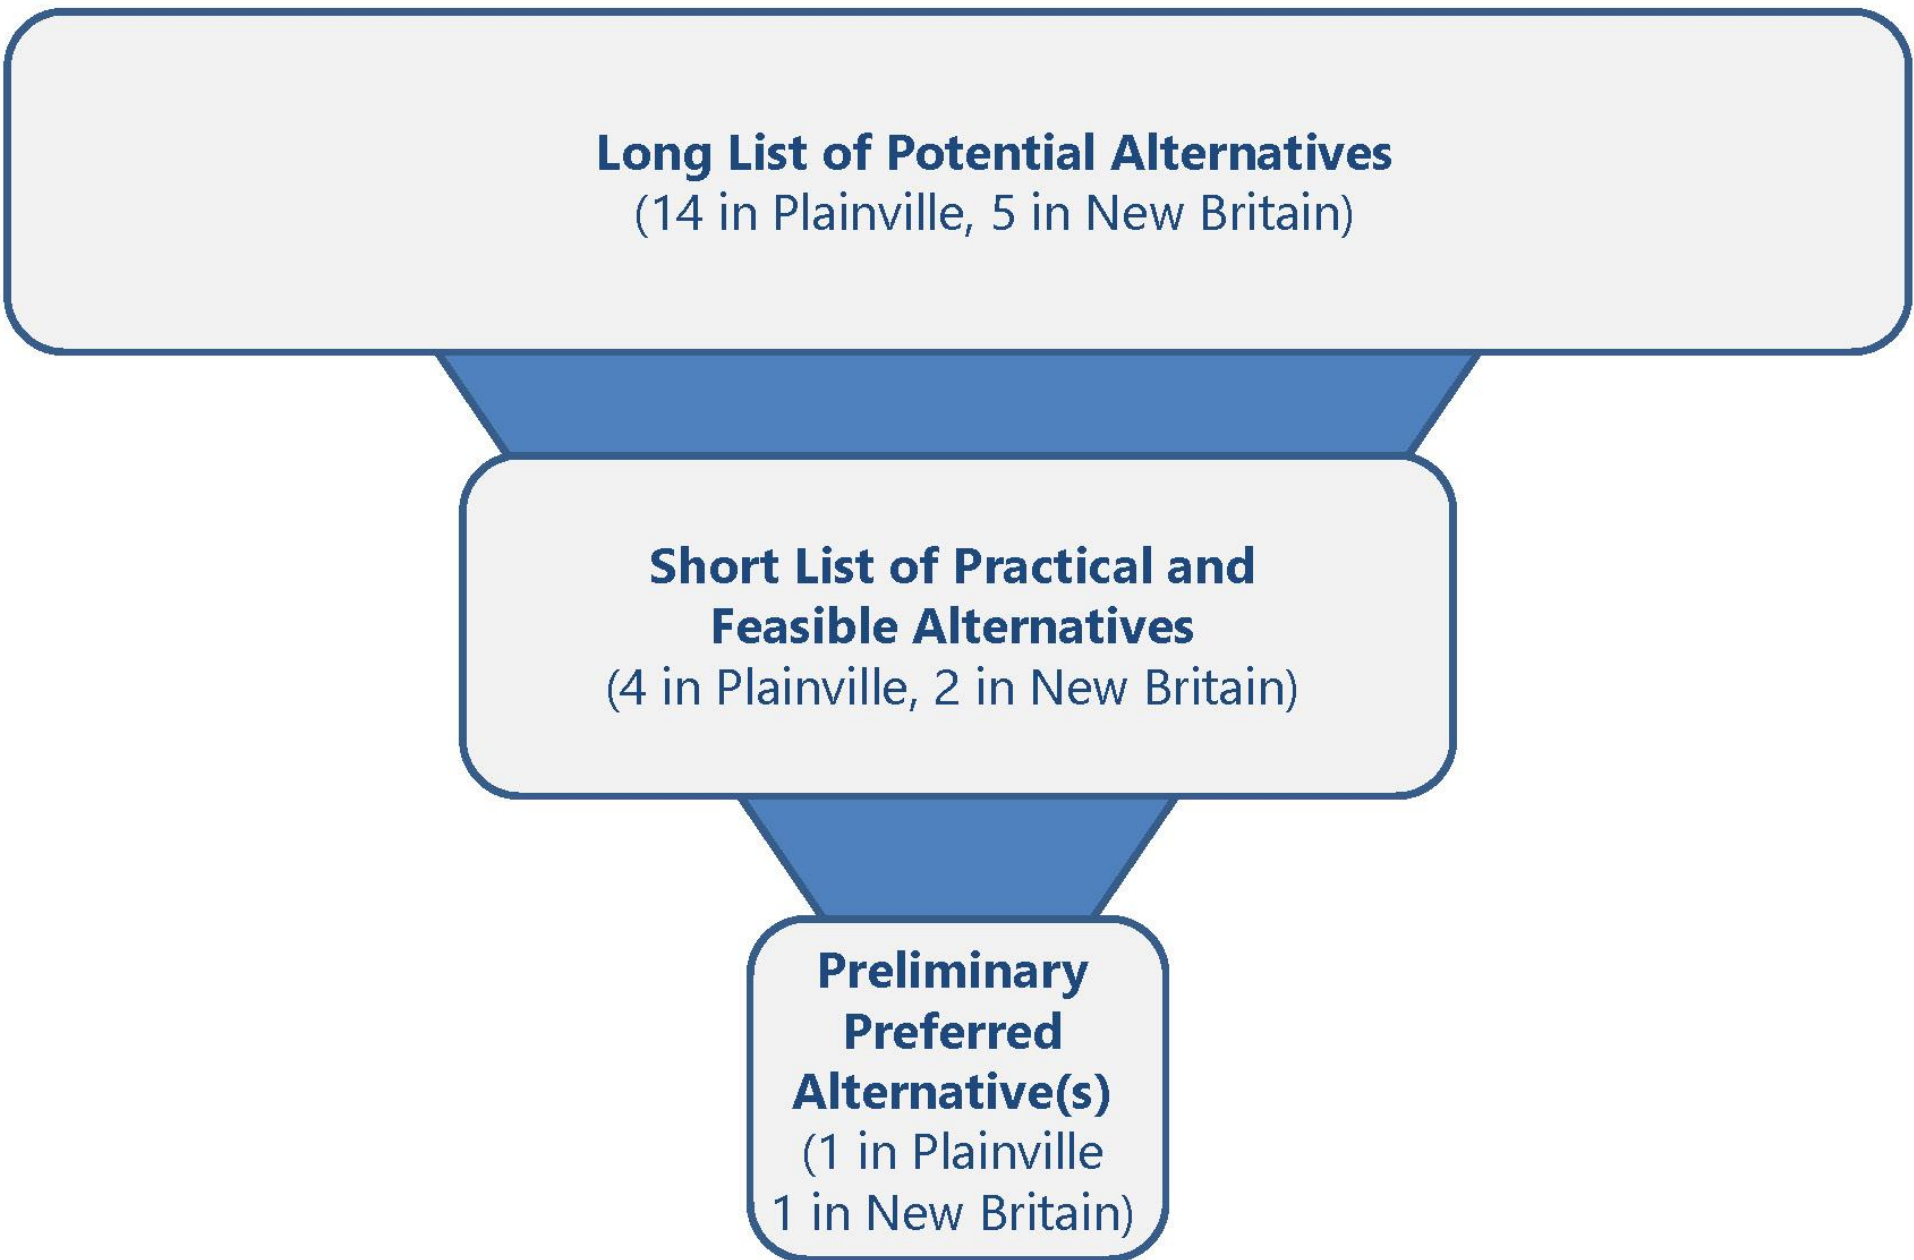 Long List of Potential Alternatives
(14 in Plainville, 5 in New Britain)
Short List of Practical and
Feasible Alternatives
(4 in Plainville, 2 in New Britain)
Preliminary
Preferred
Alternative(s)
(1 in Plainville
1 in New Britain)